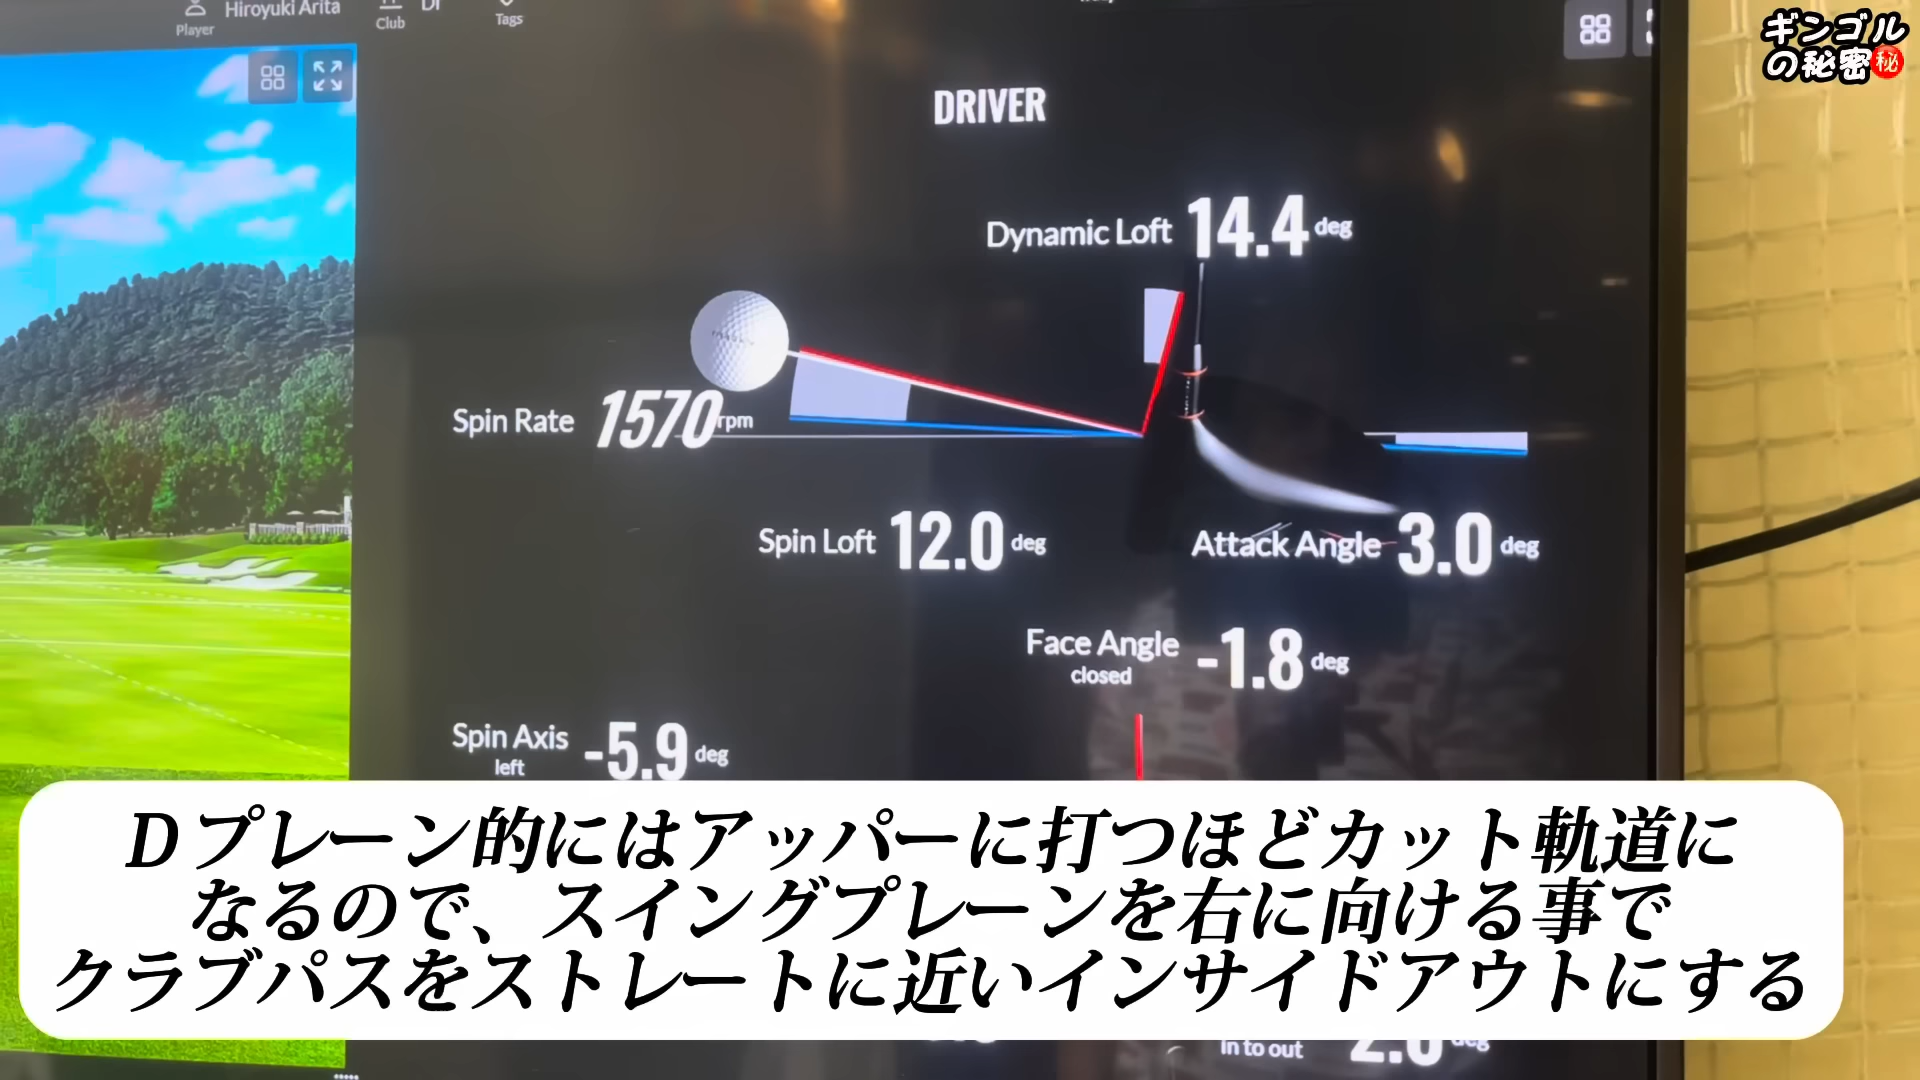 Hiroyuki Arita
Player
Club
Tags
ギンゴル
の秘密㊙
DRIVER
Dynamic Loft 14.4 deg
Spin Rate 1570 rpm
Spin Loft 12.0 deg
Attack Angle 3.0 deg
Face Angle -1.8 deg
closed
Spin Axis -5.9 deg
left
Dプレーン的にはアッパーに打つほどカット軌道に
なるので、スイングプレーンを右に向ける事で
クラブパスをストレートに近いインサイドアウトにする
In to out